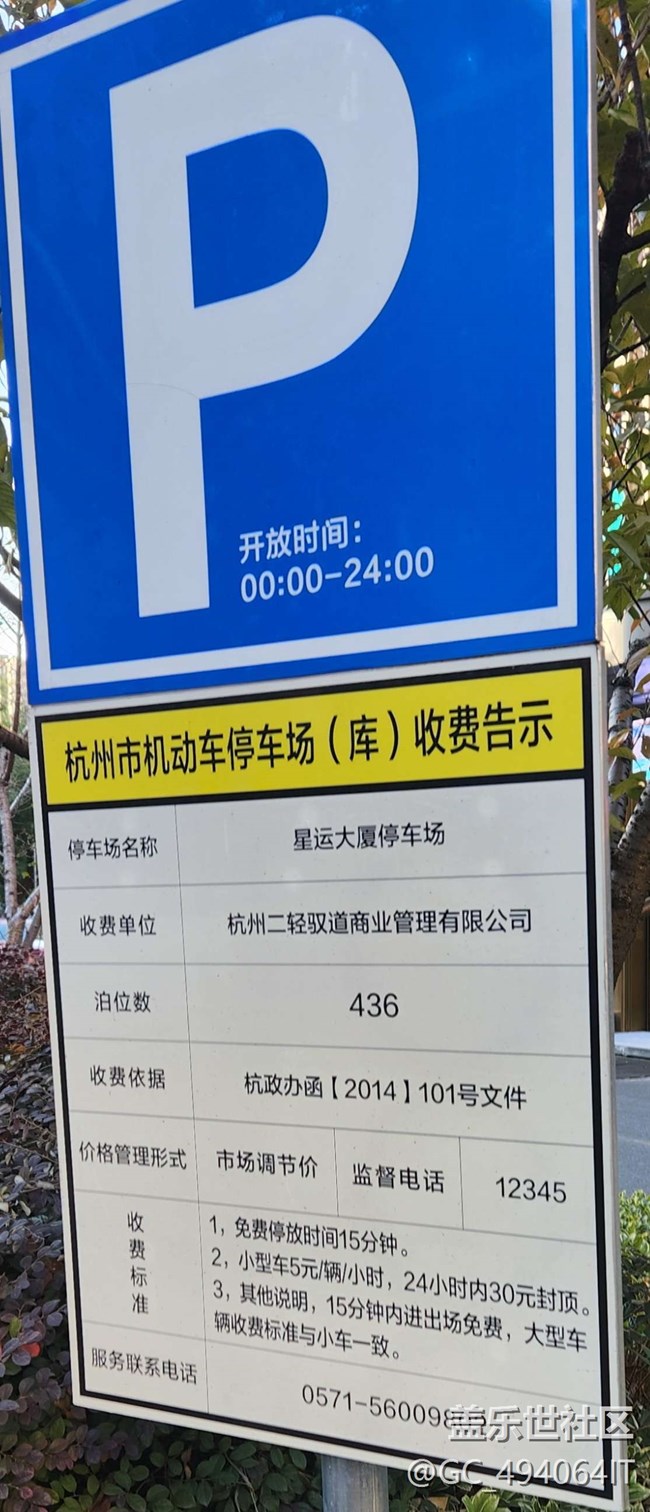 P
开放时间：
00:00-24:00
杭州市机动车停车场（库）收费告示
停车场名称 星运大厦停车场
收费单位 杭州二轻驭道商业管理有限公司
泊位数 436
收费依据 杭政办函【2014】101号文件
价格管理形式 市场调节价 监督电话 12345
收费标准
1，免费停放时间15分钟。
2，小型车5元/辆/小时，24小时内30元封顶。
3，其他说明，15分钟内进出场免费，大型车
辆收费标准与小车一致。
服务联系电话
盖乐世社区
@GC_494064IT